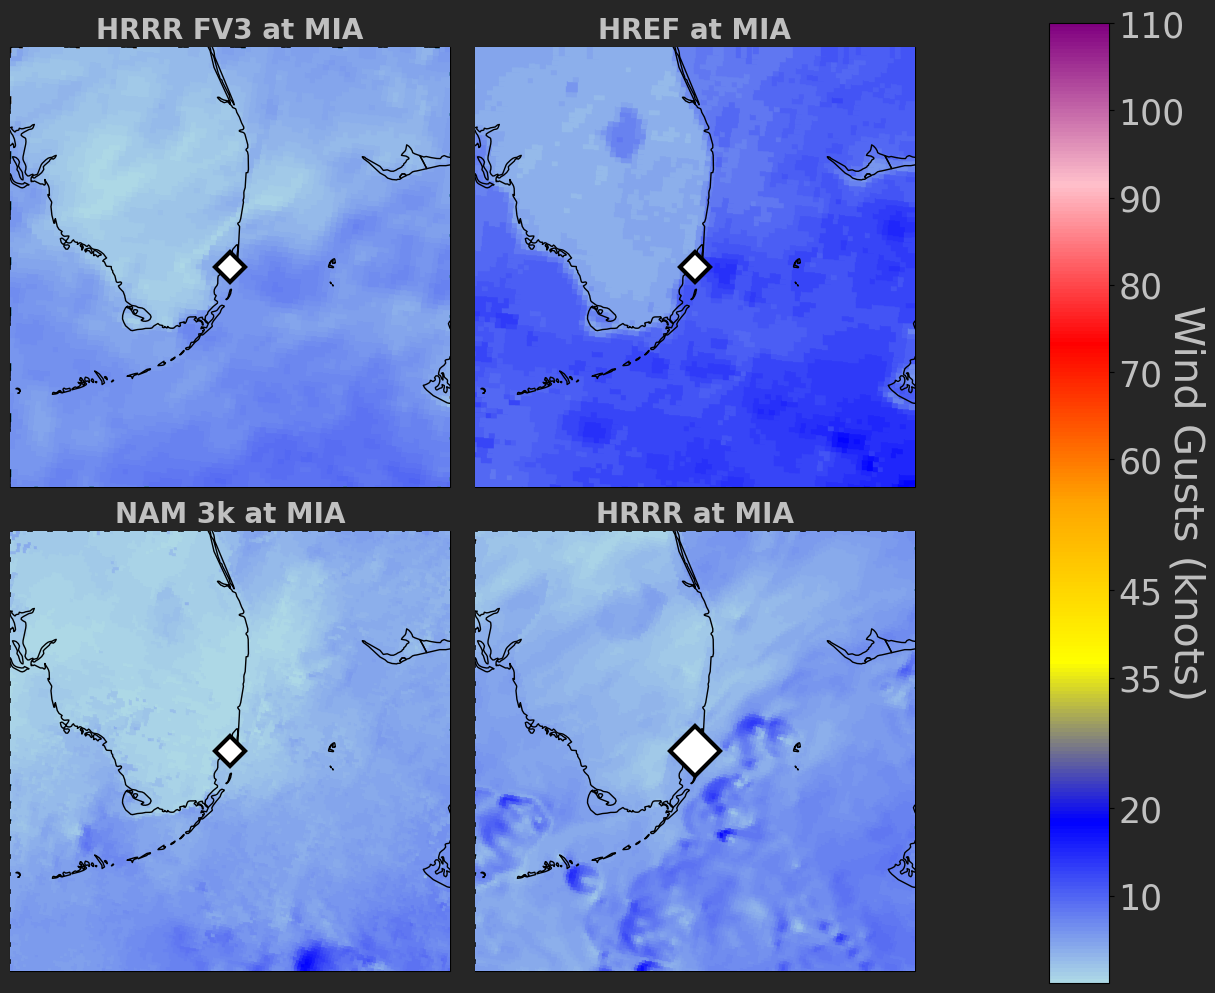 HRRR FV3 at MIA
HREF at MIA
NAM 3k at MIA
HRRR at MIA
110
100
90
80
70
60
45
35
20
10
Wind Gusts (knots)